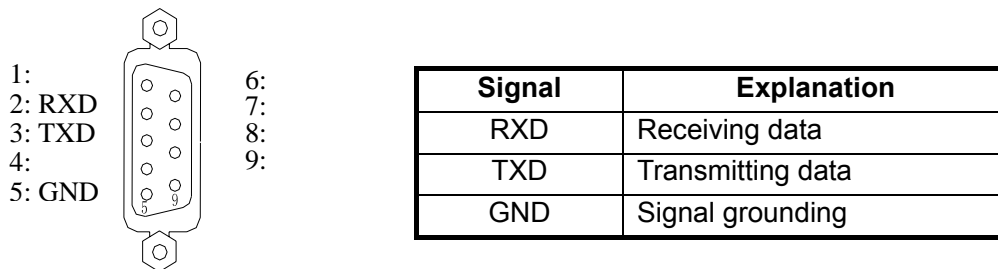 1:
2: RXD
3: TXD
4:
5: GND
5
9
6:
7:
8:
9:
Signal Explanation
RXD Receiving data
TXD Transmitting data
GND Signal grounding